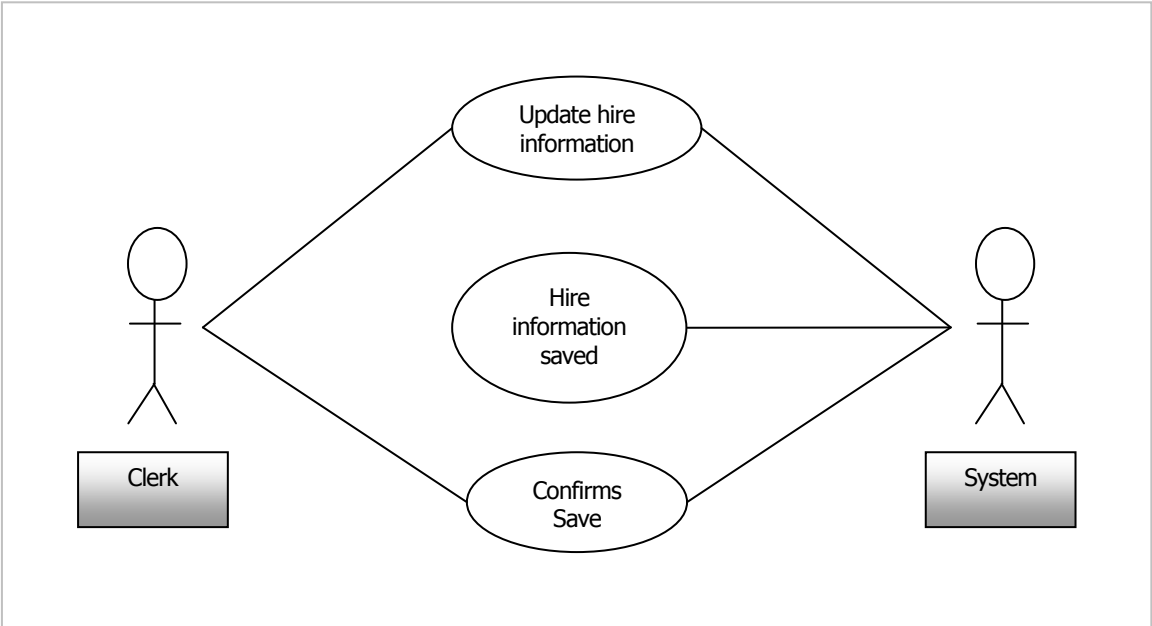 Update hire
information
Hire
information
saved
Clerk
System
Confirms
Save